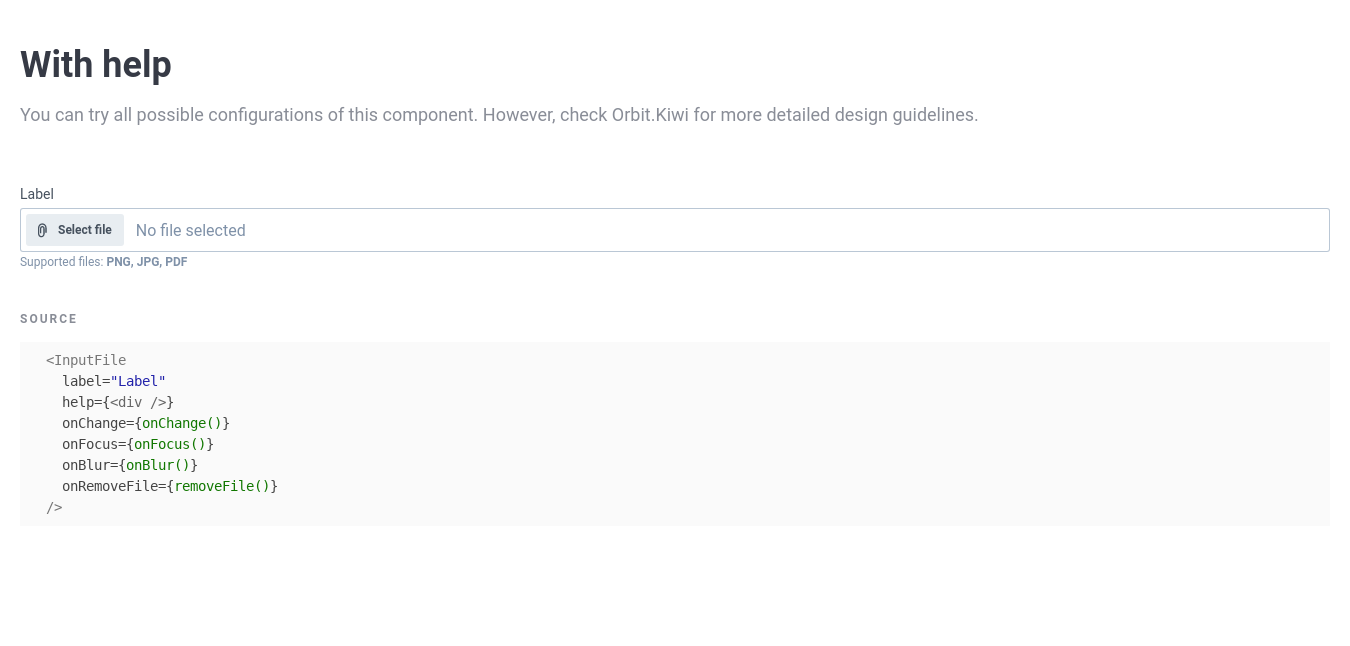 With help
You can try all possible configurations of this component. However, check Orbit.Kiwi for more detailed design guidelines.
Label
Select file No file selected
Supported files: PNG, JPG, PDF
SOURCE
<InputFile
  label="Label"
  help={<div />}
  onChange={onChange()}
  onFocus={onFocus()}
  onBlur={onBlur()}
  onRemoveFile={removeFile()}
/>